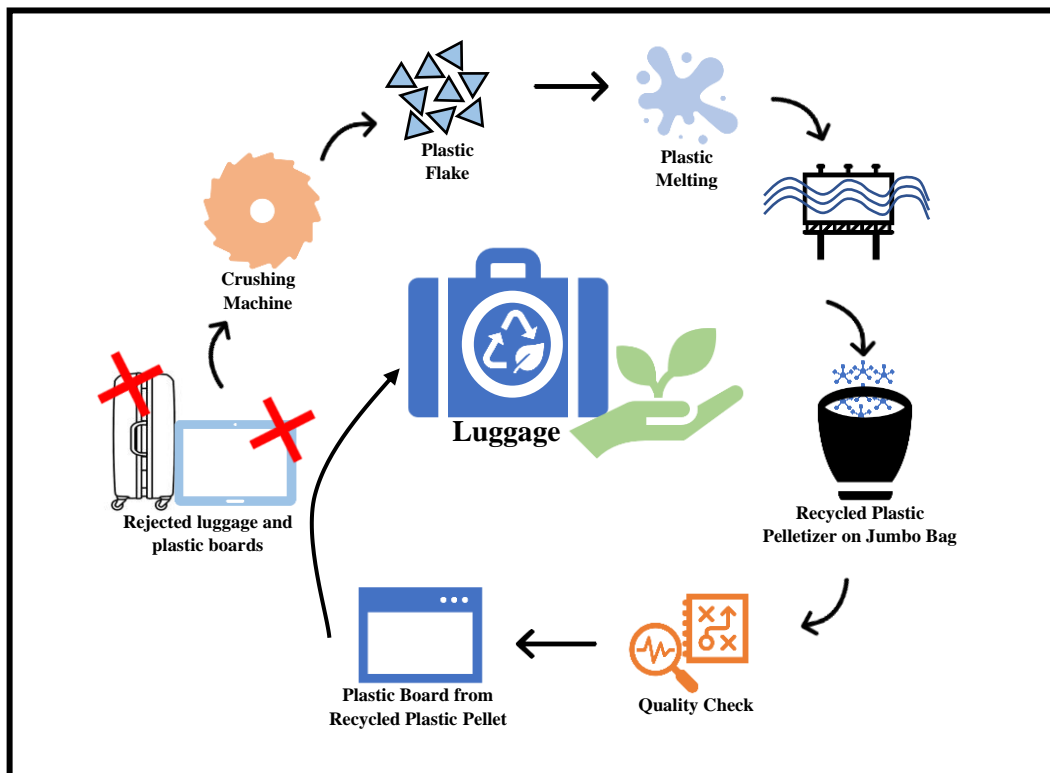 Plastic
Flake
Plastic
Melting
Crushing
Machine
Luggage
Rejected luggage and
plastic boards
Recycled Plastic
Pelletizer on Jumbo Bag
Quality Check
Plastic Board from
Recycled Plastic Pellet